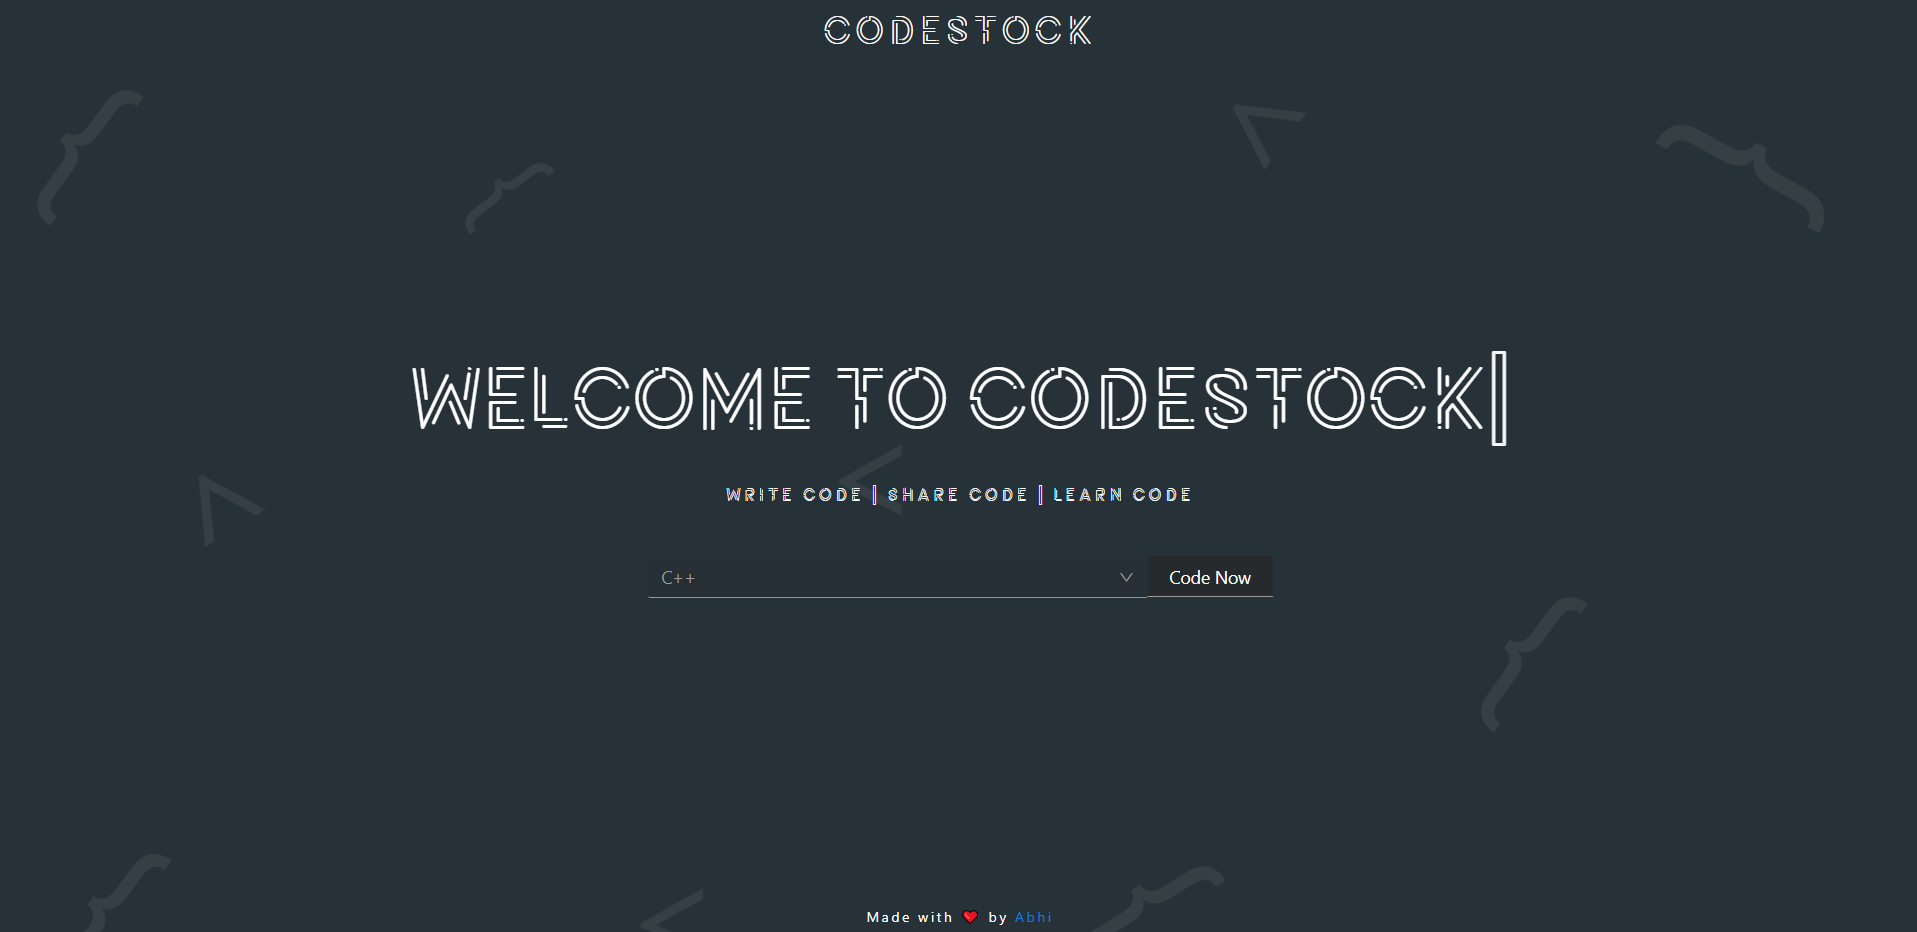 CODESTOCK
WELCOME TO CODESTOCK|
WRITE CODE | SHARE CODE | LEARN CODE
C++
Code Now
Made with ❤️ by Abhi